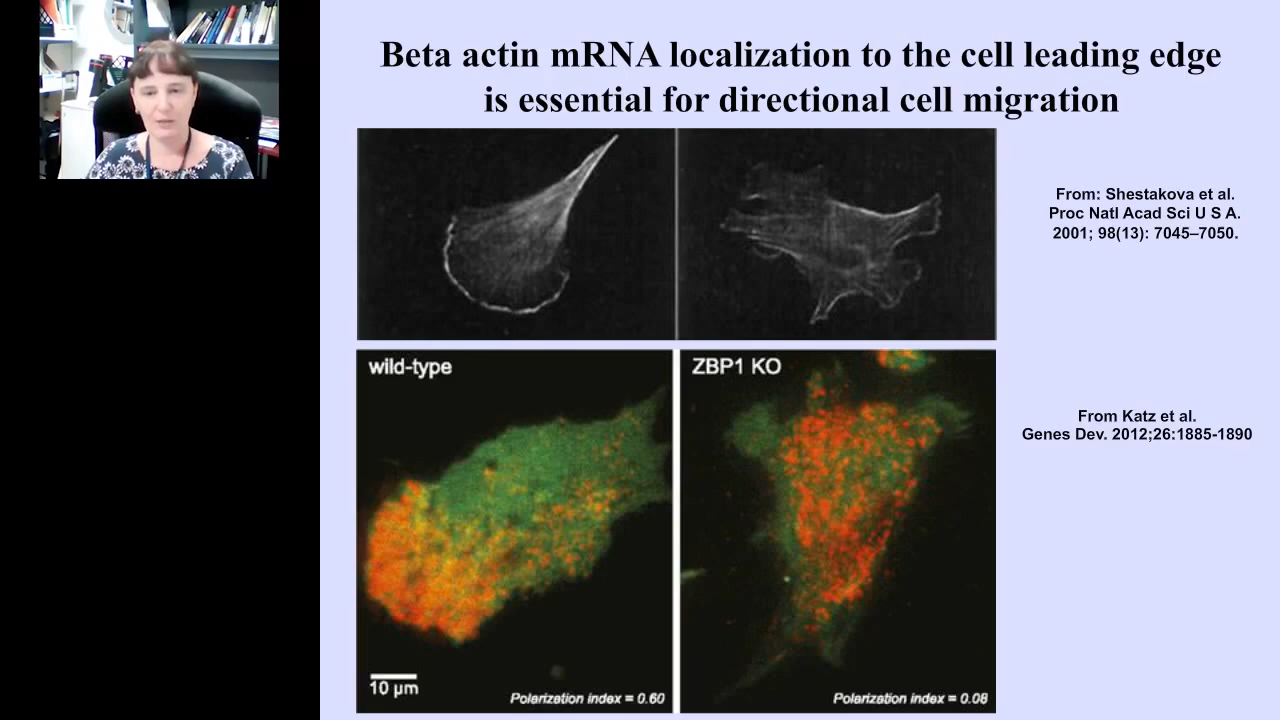 Beta actin mRNA localization to the cell leading edge
is essential for directional cell migration
From: Shestakova et al.
Proc Natl Acad Sci U S A.
2001; 98(13): 7045–7050.
wild-type
ZBP1 KO
From Katz et al.
Genes Dev. 2012;26:1885-1890
10 µm
Polarization index = 0.60
Polarization index = 0.08